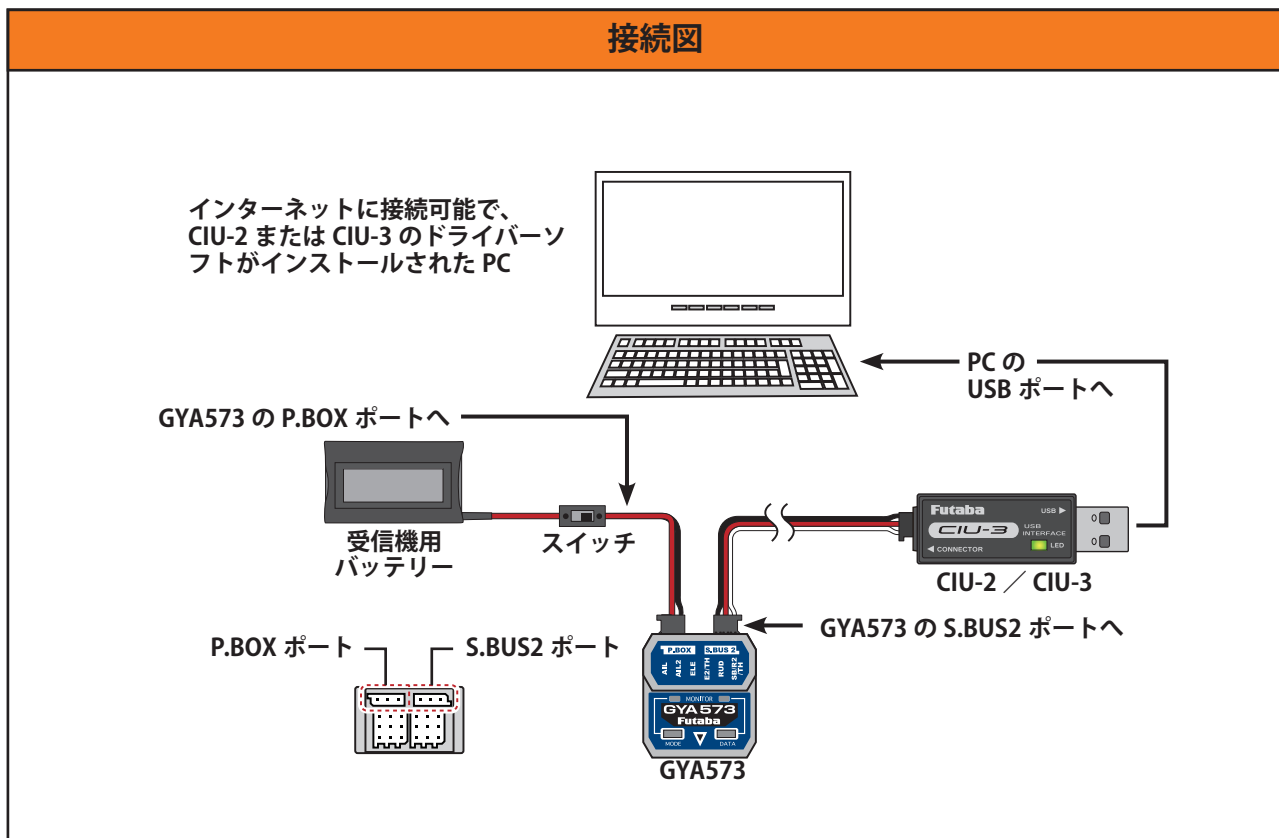 接続図
インターネットに接続可能で、
CIU-2 または CIU-3 のドライバーソ
フトがインストールされた PC
PC の
USB ポートへ
GYA573 の P.BOX ポートへ
受信機用
バッテリー
スイッチ
Futaba
USB ▶
CIU-3
USB
INTERFACE
◀ CONNECTOR
LED
CIU-2 ／ CIU-3
GYA573 の S.BUS2 ポートへ
P.BOX ポート
S.BUS2 ポート
P.BOX
S.BUS 2
AIL
AIL2
ELE
E2/TH
RUD
SB/R2
/TH
MONITOR
GYA573
Futaba
MODE
DATA
GYA573